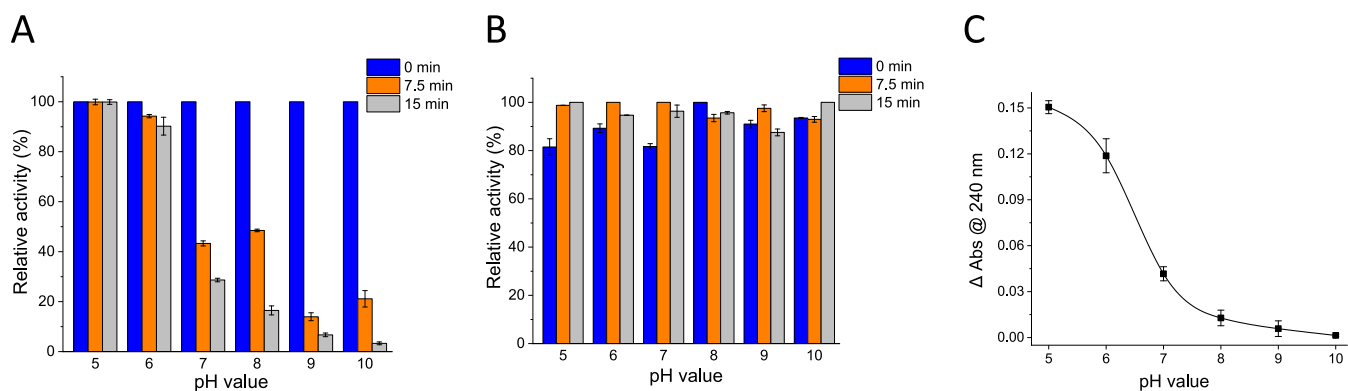 A
0 min
7.5 min
15 min
Relative activity (%)
100
80
60
40
20
0
5 6 7 8 9 10
pH value
B
0 min
7.5 min
15 min
Relative activity (%)
100
80
60
40
20
0
5 6 7 8 9 10
pH value
C
Δ Abs @ 240 nm
0.15
0.12
0.09
0.06
0.03
0.00
5 6 7 8 9 10
pH value